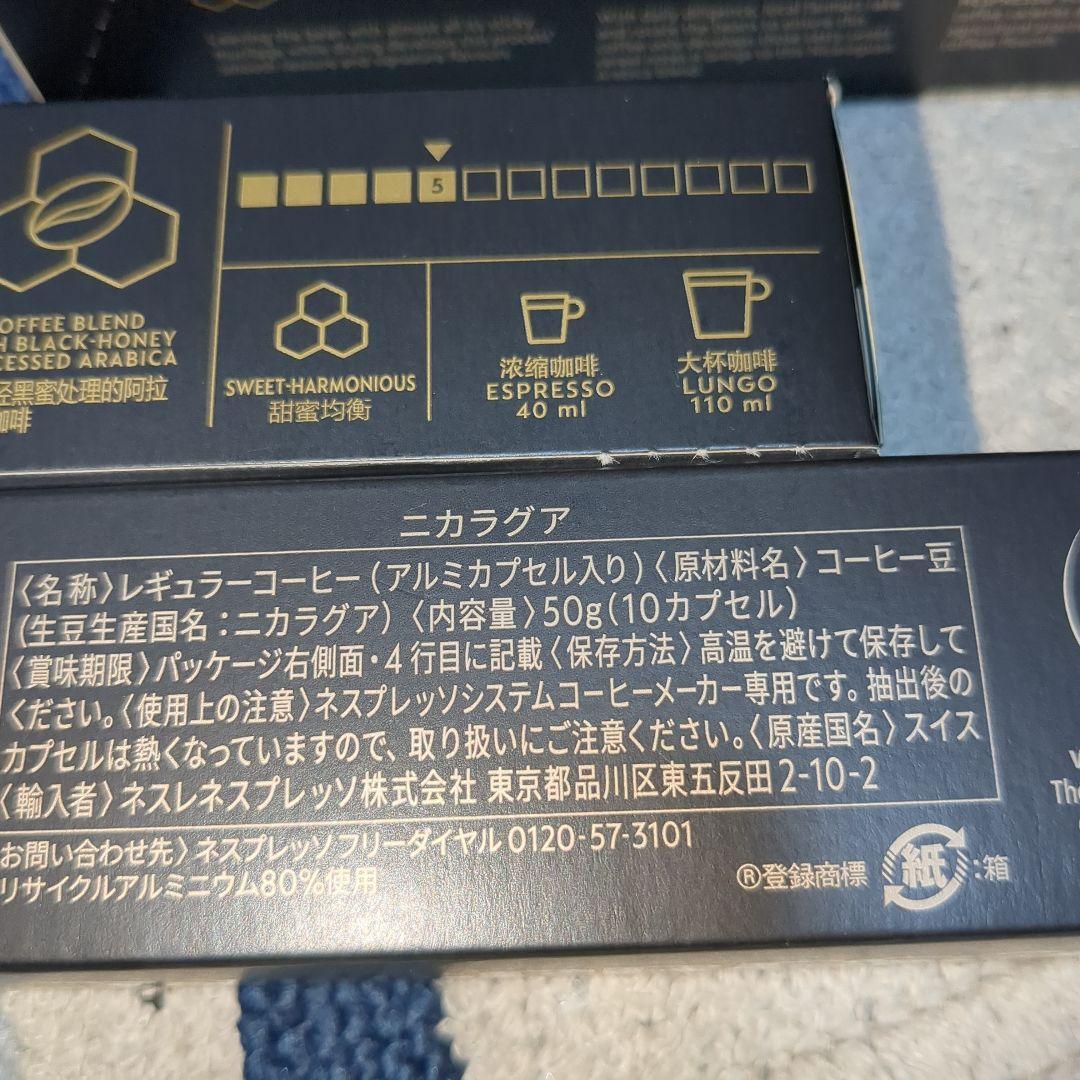 OFFEE BLEND
H BLACK-HONEY
CESSED ARABICA
黑蜜处理的阿拉
咖啡
5
SWEET-HARMONIOUS
甜蜜均衡
浓缩咖啡
ESPRESSO
40 ml
大杯咖啡
LUNGO
110 ml
ニカラグア
〈名称〉レギュラーコーヒー(アルミカプセル入り)〈原材料名〉コーヒー豆
(生豆生産国名:ニカラグア)〈内容量〉50g(10カプセル)
〈賞味期限〉パッケージ右側面・4行目に記載〈保存方法〉高温を避けて保存して
ください。〈使用上の注意〉ネスプレッソシステムコーヒーメーカー専用です。抽出後の
カプセルは熱くなっていますので、取り扱いにご注意ください。〈原産国名〉スイス
〈輸入者〉ネスレネスプレッソ株式会社 東京都品川区東五反田2-10-2
お問い合わせ先〉ネスプレッソフリーダイヤル0120-57-3101
リサイクルアルミニウム80%使用
®登録商標 紙:箱
The